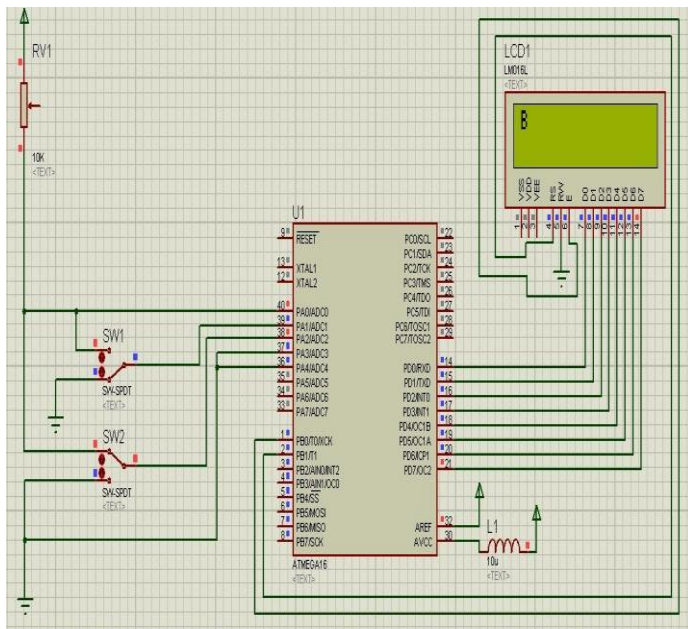 RV1
10K
<TEXT>
LCD1
LM016L
<TEXT>
B
VSS
VDD
VEE
RS
RW
E
D0
D1
D2
D3
D4
D5
D6
D7
1
2
3
4
5
6
7
8
9
10
11
12
13
14
U1
9 RESET
13 XTAL1
12 XTAL2
40 PA0/ADC0
39 PA1/ADC1
38 PA2/ADC2
37 PA3/ADC3
36 PA4/ADC4
35 PA5/ADC5
34 PA6/ADC6
33 PA7/ADC7
1 PB0/T0/XCK
2 PB1/T1
3 PB2/AIN0/INT2
4 PB3/AIN1/OC0
5 PB4/SS
6 PB5/MOSI
7 PB6/MISO
8 PB7/SCK
PC0/SCL 22
PC1/SDA 23
PC2/TCK 24
PC3/TMS 25
PC4/TDO 26
PC5/TDI 27
PC6/TOSC1 28
PC7/TOSC2 29
PD0/RXD 14
PD1/TXD 15
PD2/INT0 16
PD3/INT1 17
PD4/OC1B 18
PD5/OC1A 19
PD6/ICP1 20
PD7/OC2 21
AREF 32
AVCC 30
ATMEGA16
<TEXT>
SW1
SW-SPDT
<TEXT>
SW2
SW-SPDT
<TEXT>
L1
10u
<TEXT>